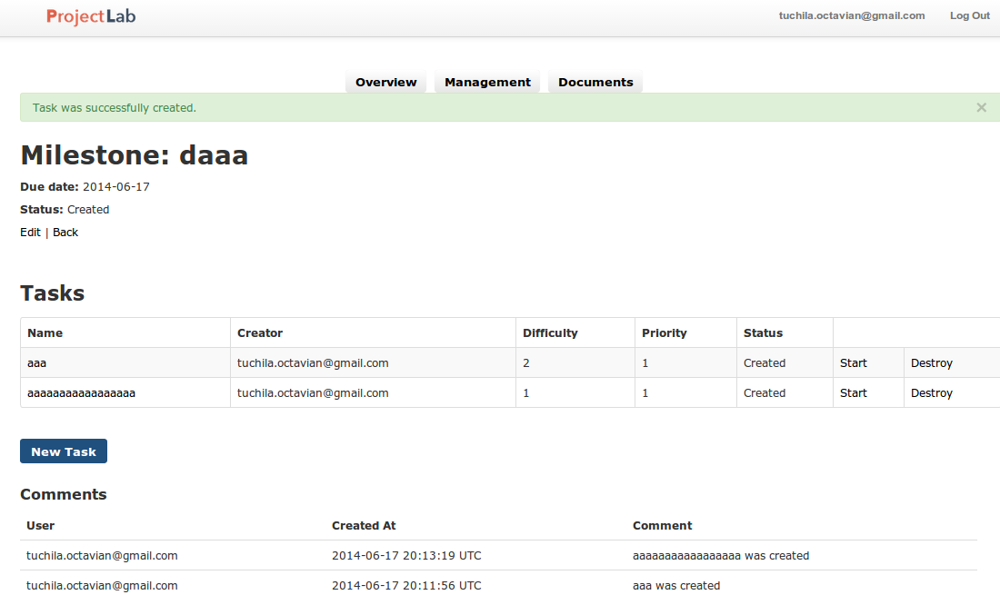 ProjectLab tuchila.octavian@gmail.com Log Out
Overview Management Documents
Task was successfully created. ×
Milestone: daaa
Due date: 2014-06-17
Status: Created
Edit | Back
Tasks
Name Creator Difficulty Priority Status
aaa tuchila.octavian@gmail.com 2 1 Created Start Destroy
aaaaaaaaaaaaaaaaa tuchila.octavian@gmail.com 1 1 Created Start Destroy
New Task
Comments
User Created At Comment
tuchila.octavian@gmail.com 2014-06-17 20:13:19 UTC aaaaaaaaaaaaaaaaa was created
tuchila.octavian@gmail.com 2014-06-17 20:11:56 UTC aaa was created